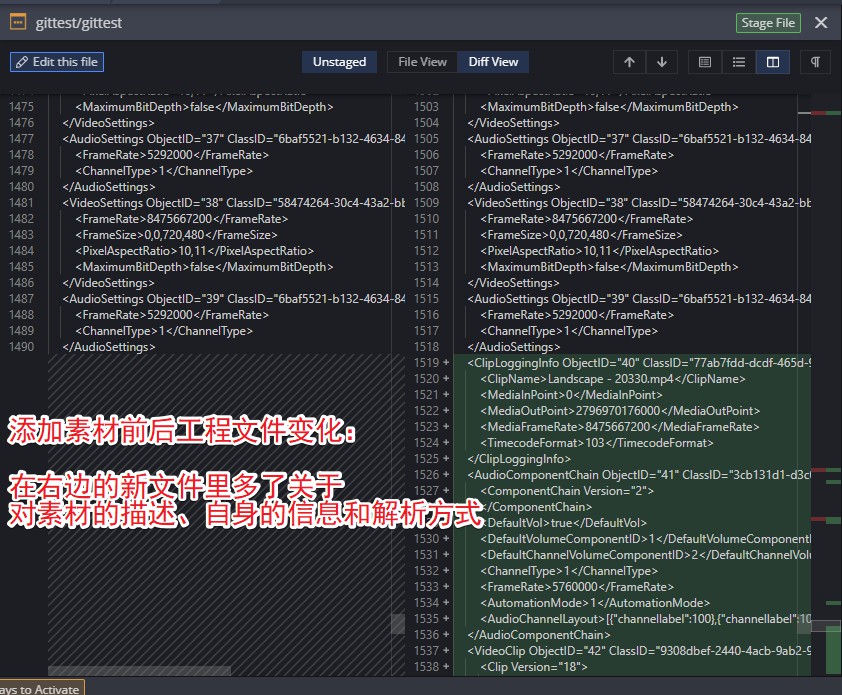 gittest/gittest
Stage File
Edit this file
Unstaged
File View
Diff View
1475 <MaximumBitDepth>false</MaximumBitDepth>
1476 </VideoSettings>
1477 <AudioSettings ObjectID="37" ClassID="6baf5521-b132-4634-84
1478 <FrameRate>5292000</FrameRate>
1479 <ChannelType>1</ChannelType>
1480 </AudioSettings>
1481 <VideoSettings ObjectID="38" ClassID="58474264-30c4-43a2-bb
1482 <FrameRate>8475667200</FrameRate>
1483 <FrameSize>0,0,720,480</FrameSize>
1484 <PixelAspectRatio>10,11</PixelAspectRatio>
1485 <MaximumBitDepth>false</MaximumBitDepth>
1486 </VideoSettings>
1487 <AudioSettings ObjectID="39" ClassID="6baf5521-b132-4634-84
1488 <FrameRate>5292000</FrameRate>
1489 <ChannelType>1</ChannelType>
1490 </AudioSettings>
1503 <MaximumBitDepth>false</MaximumBitDepth>
1504 </VideoSettings>
1505 <AudioSettings ObjectID="37" ClassID="6baf5521-b132-4634-84
1506 <FrameRate>5292000</FrameRate>
1507 <ChannelType>1</ChannelType>
1508 </AudioSettings>
1509 <VideoSettings ObjectID="38" ClassID="58474264-30c4-43a2-bb
1510 <FrameRate>8475667200</FrameRate>
1511 <FrameSize>0,0,720,480</FrameSize>
1512 <PixelAspectRatio>10,11</PixelAspectRatio>
1513 <MaximumBitDepth>false</MaximumBitDepth>
1514 </VideoSettings>
1515 <AudioSettings ObjectID="39" ClassID="6baf5521-b132-4634-84
1516 <FrameRate>5292000</FrameRate>
1517 <ChannelType>1</ChannelType>
1518 </AudioSettings>
1519 + <ClipLoggingInfo ObjectID="40" ClassID="77ab7fdd-dcdf-465d-9
1520 + <ClipName>Landscape - 20330.mp4</ClipName>
1521 + <MediaInPoint>0</MediaInPoint>
1522 + <MediaOutPoint>2796970176000</MediaOutPoint>
1523 + <MediaFrameRate>8475667200</MediaFrameRate>
1524 + <TimecodeFormat>103</TimecodeFormat>
1525 + </ClipLoggingInfo>
1526 + <AudioComponentChain ObjectID="41" ClassID="3cb131d1-d3c
1527 + <ComponentChain Version="2">
</ComponentChain>
<DefaultVol>true</DefaultVol>
1530 + <DefaultVolumeComponentID>1</DefaultVolumeComponent
1531 + <DefaultChannelVolumeComponentID>2</DefaultChannelVolu
1532 + <ChannelType>1</ChannelType>
1533 + <FrameRate>5760000</FrameRate>
1534 + <AutomationMode>1</AutomationMode>
1535 + <AudioChannelLayout>[{"channellabel":100},{"channellabel":10
1536 + </AudioComponentChain>
1537 + <VideoClip ObjectID="42" ClassID="9308dbef-2440-4acb-9ab2-9
1538 + <Clip Version="18">
添加素材前后工程文件变化：
在右边的新文件里多了关于
对素材的描述、自身的信息和解析方式
ays to Activate